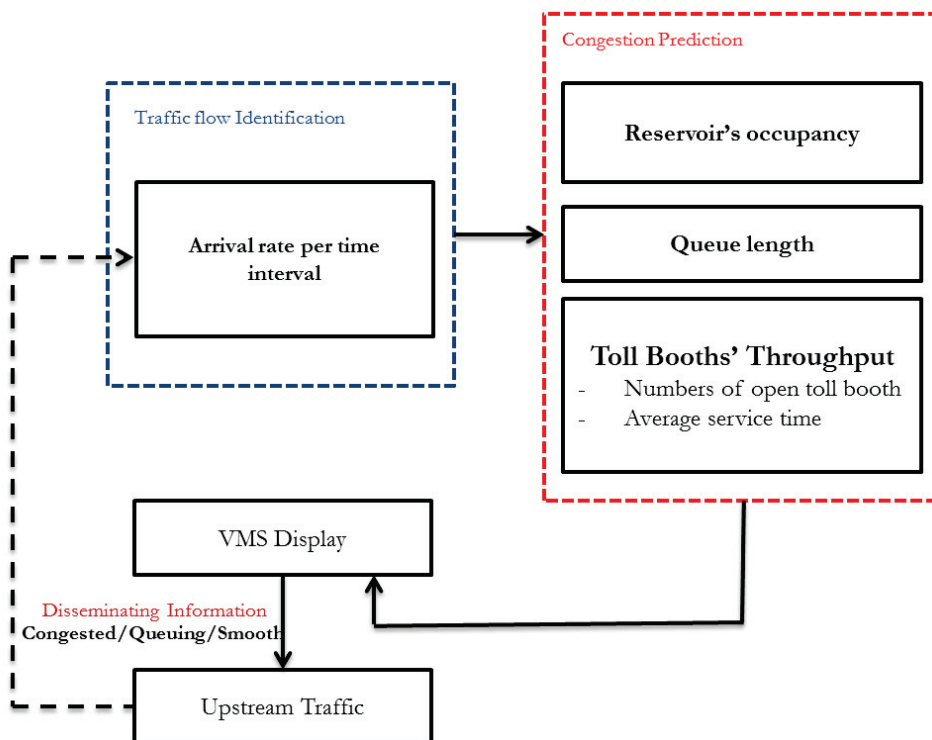 Congestion Prediction
Traffic flow Identification
Reservoir's occupancy
Arrival rate per time
interval
Queue length
Toll Booths' Throughput
- Numbers of open toll booth
- Average service time
VMS Display
Disseminating Information
Congested/Queuing/Smooth
Upstream Traffic